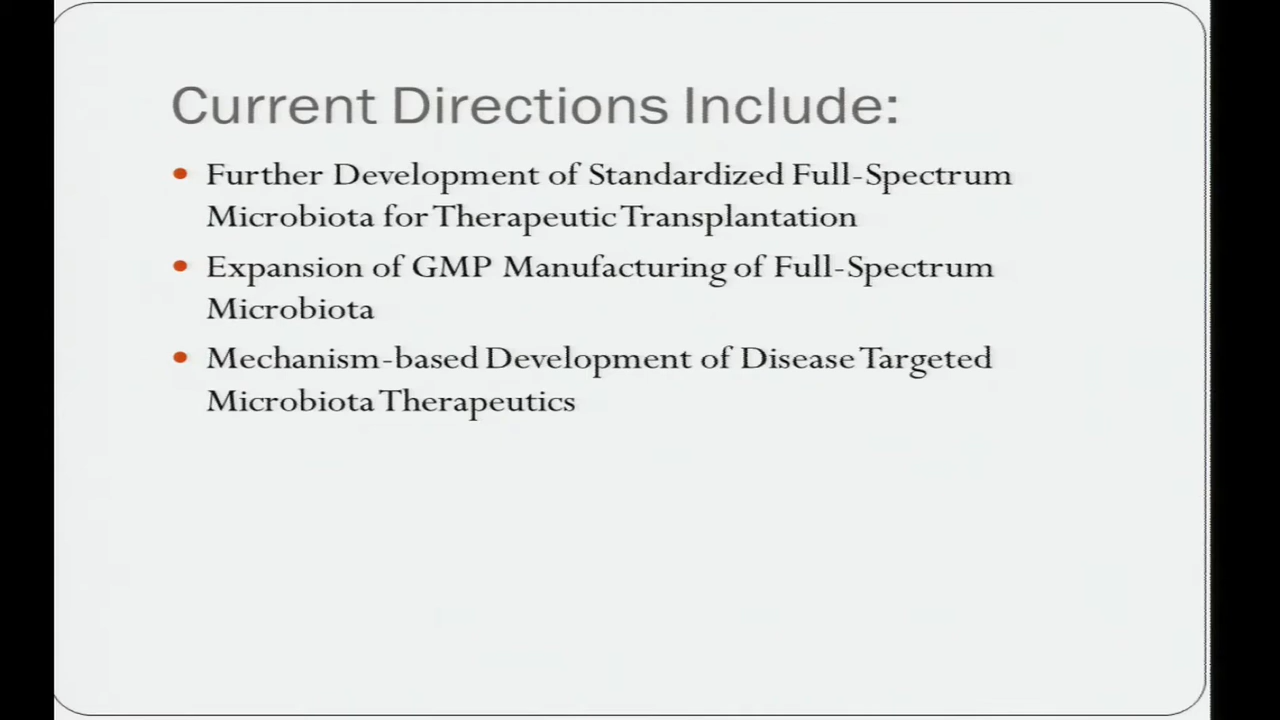 Current Directions Include:
• Further Development of Standardized Full-Spectrum
Microbiota for Therapeutic Transplantation
• Expansion of GMP Manufacturing of Full-Spectrum
Microbiota
• Mechanism-based Development of Disease Targeted
Microbiota Therapeutics